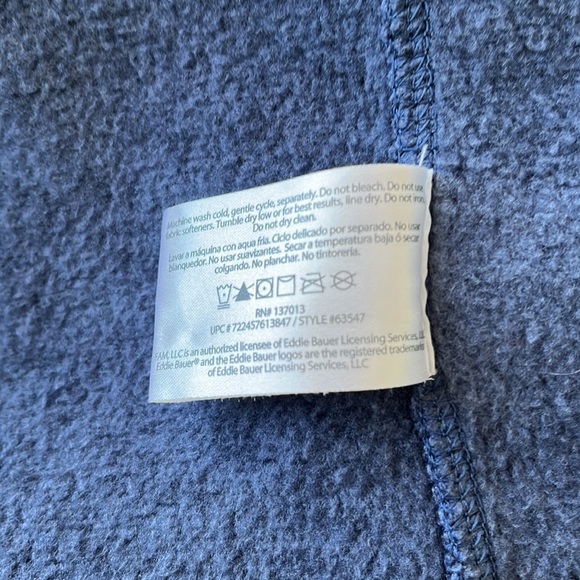 Machine wash cold, gentle cycle, separately. Do not bleach. Do not use
fabric softeners. Tumble dry low or for best results, line dry. Do not iron.
Do not dry clean.
Lavar a máquina con aqua fria. Ciclo delicado por separado. No usar
blanquedor. No usar suavizantes. Secar a temperatura baja ó secar
colgando. No planchar. No tintoreria.
RN# 137013
UPC # 722457613847 / STYLE #63547
FAM, LLC is an authorized licensee of Eddie Bauer Licensing Services, LLC.
Eddie Bauer® and the Eddie Bauer logos are the registered trademarks
of Eddie Bauer Licensing Services, LLC